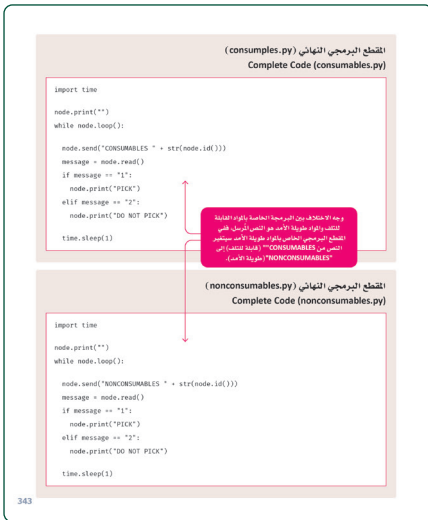 المقطع البرمجي النهائي (consumples.py)
Complete Code (consumables.py)
import time
node.print("")
while node.loop():
node.send("CONSUMABLES " + str(node.id()))
message = node.read()
if message == "1":
node.print("PICK")
elif message == "2":
node.print("DO NOT PICK")
time.sleep(1)
وجه الاختلاف بين البرمجة الخاصة بالمواد القابلة
للتلف والمواد طويلة الأمد هو النص المُرسل، ففي
المقطع البرمجي الخاص بالمواد طويلة الأمد سيتغير
النص من CONSUMABLES"" (قابلة للتلف) إلى
"NONCONSUMABLES" (طويلة الأمد).
المقطع البرمجي النهائي (nonconsumables.py)
Complete Code (nonconsumables.py)
import time
node.print("")
while node.loop():
node.send("NONCONSUMABLES " + str(node.id()))
message = node.read()
if message == "1":
node.print("PICK")
elif message == "2":
node.print("DO NOT PICK")
time.sleep(1)
343